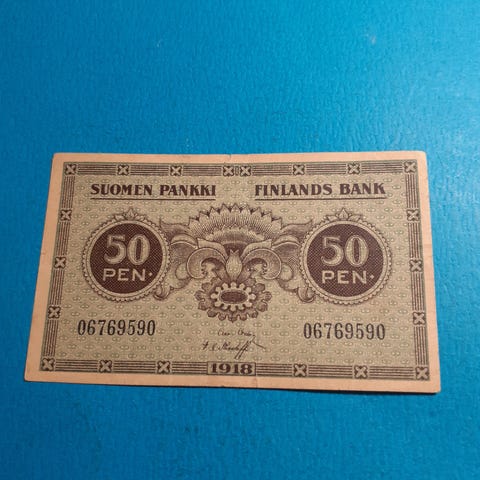 SUOMEN PANKKI FINLANDS BANK
50 PEN. 50 PEN.
06769590 06769590
1918